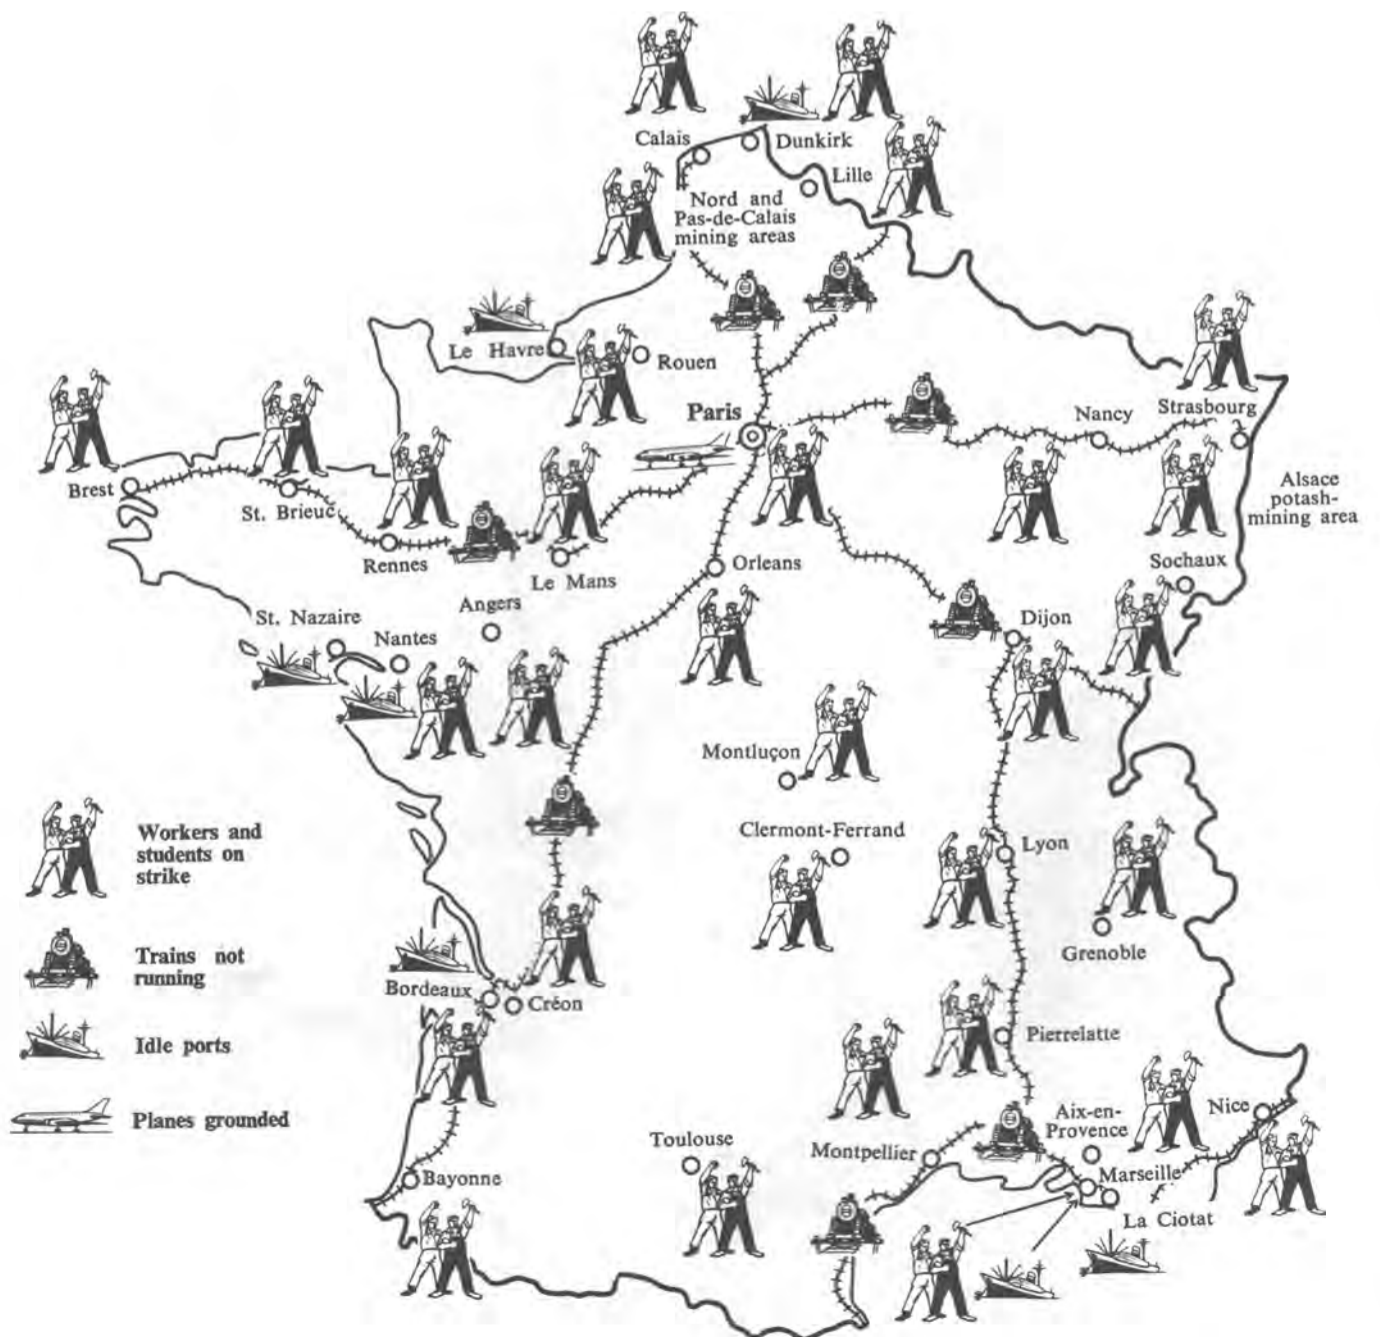 Calais
Dunkirk
Lille
Nord and
Pas-de-Calais
mining areas
Le Havre
Rouen
Paris
Nancy
Strasbourg
Brest
St. Brieuc
Alsace
potash-
mining area
Rennes
Le Mans
Orleans
Sochaux
Angers
St. Nazaire
Nantes
Dijon
Montluçon
Workers and
students on
strike
Clermont-Ferrand
Lyon
Grenoble
Trains not
running
Bordeaux
Créon
Idle ports
Pierrelatte
Planes grounded
Aix-en-
Provence
Nice
Toulouse
Montpellier
Marseille
Bayonne
La Ciotat